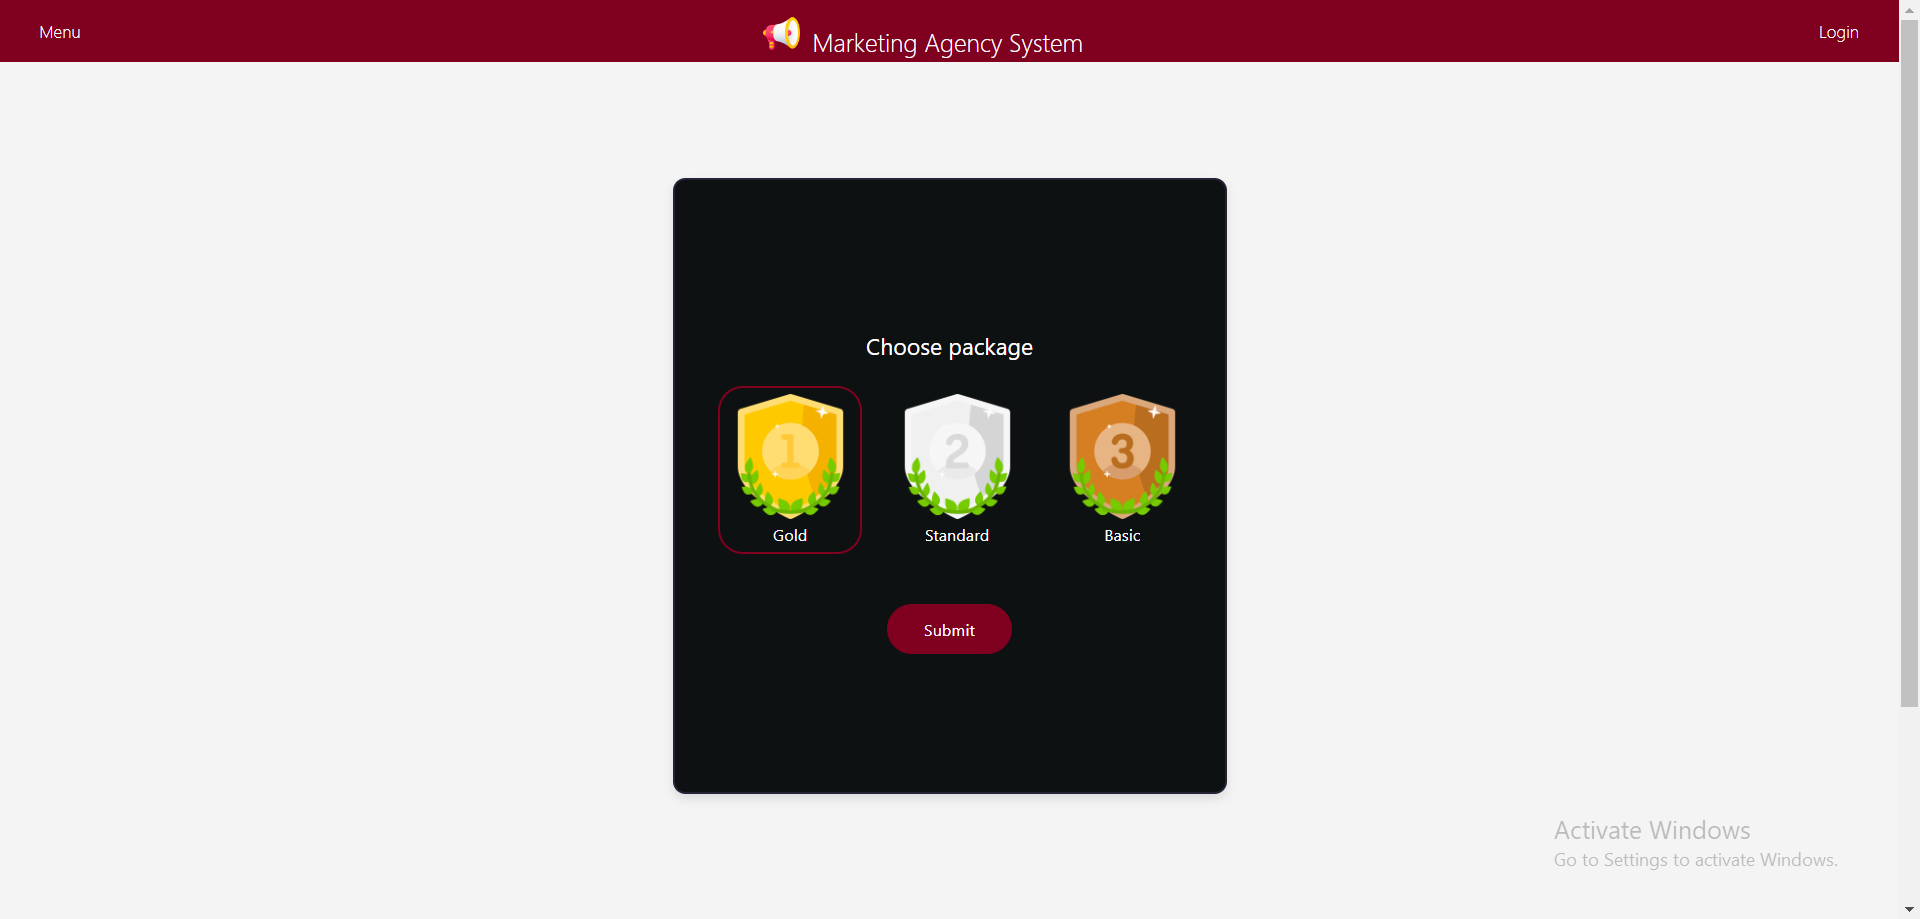 Menu
Marketing Agency System
Login
Choose package
1
2
3
Gold
Standard
Basic
Submit
Activate Windows
Go to Settings to activate Windows.